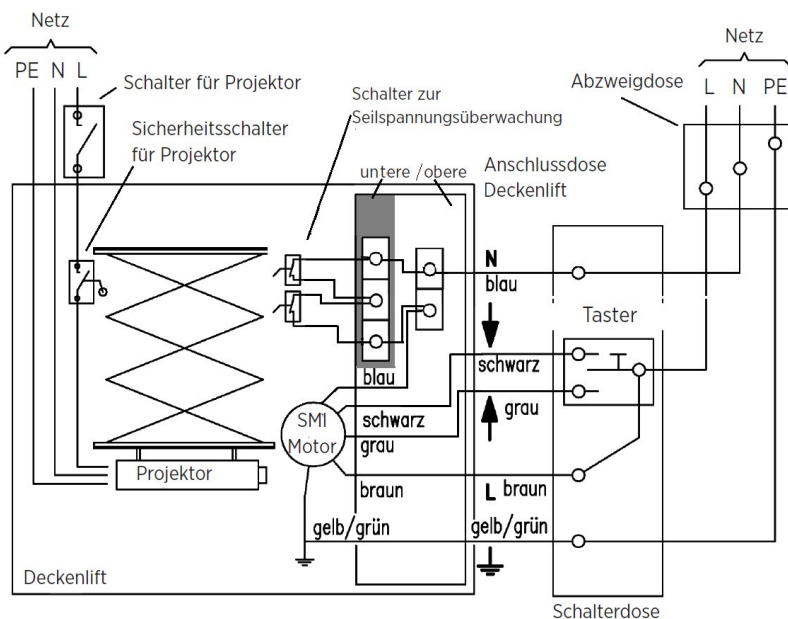 Netz
PE N L
Schalter für Projektor
Sicherheitsschalter
für Projektor
Schalter zur
Seilspannungsüberwachung
untere /obere
Anschlussdose
Deckenlift
Netz
Abzweigdose
L N PE
N
blau
Taster
schwarz
grau
blau
schwarz
grau
SM1
Motor
braun
L braun
gelb/grün
gelb/grün
Projektor
Deckenlift
Schalterdose